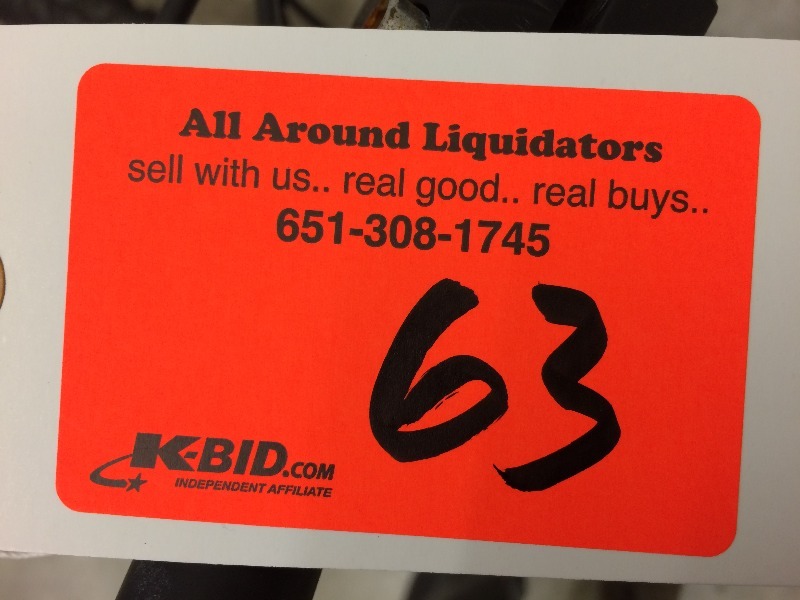 All Around Liquidators
sell with us.. real good.. real buys..
651-308-1745
63
K-BID.COM
INDEPENDENT AFFILIATE